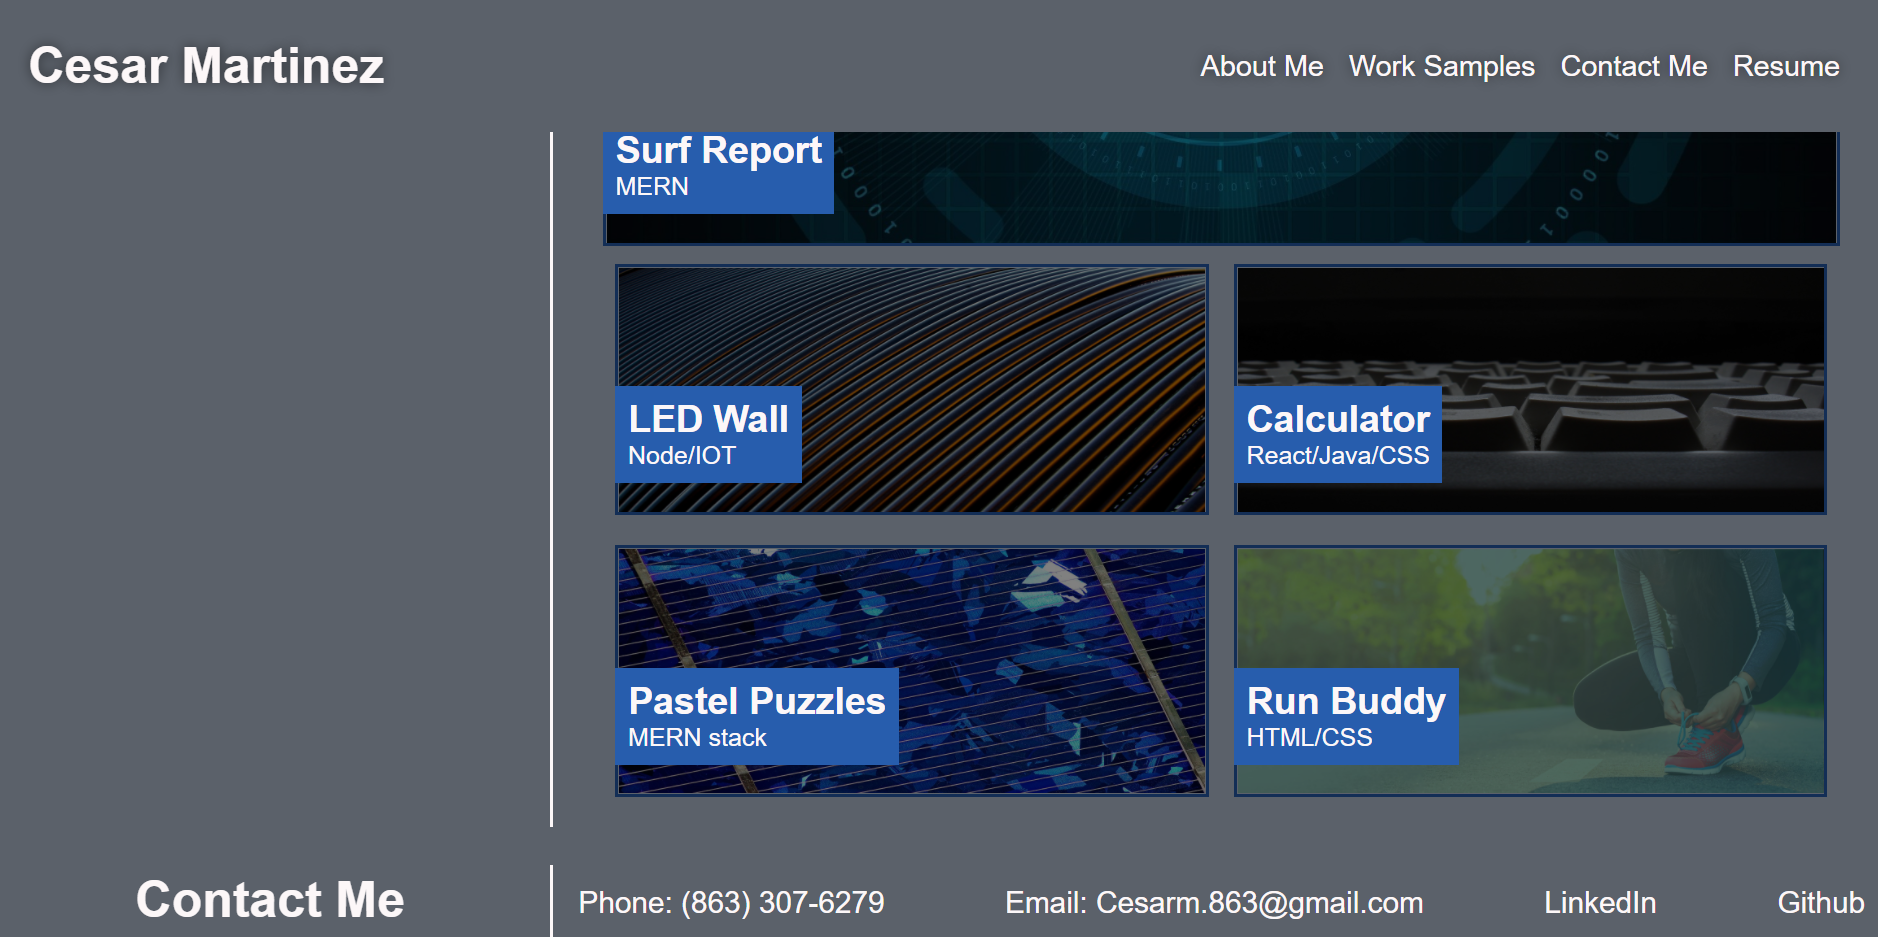 Cesar Martinez
About Me Work Samples Contact Me Resume
Surf Report
MERN
LED Wall
Node/IOT
Calculator
React/Java/CSS
Pastel Puzzles
MERN stack
Run Buddy
HTML/CSS
Contact Me
Phone: (863) 307-6279
Email: Cesarm.863@gmail.com
LinkedIn
Github